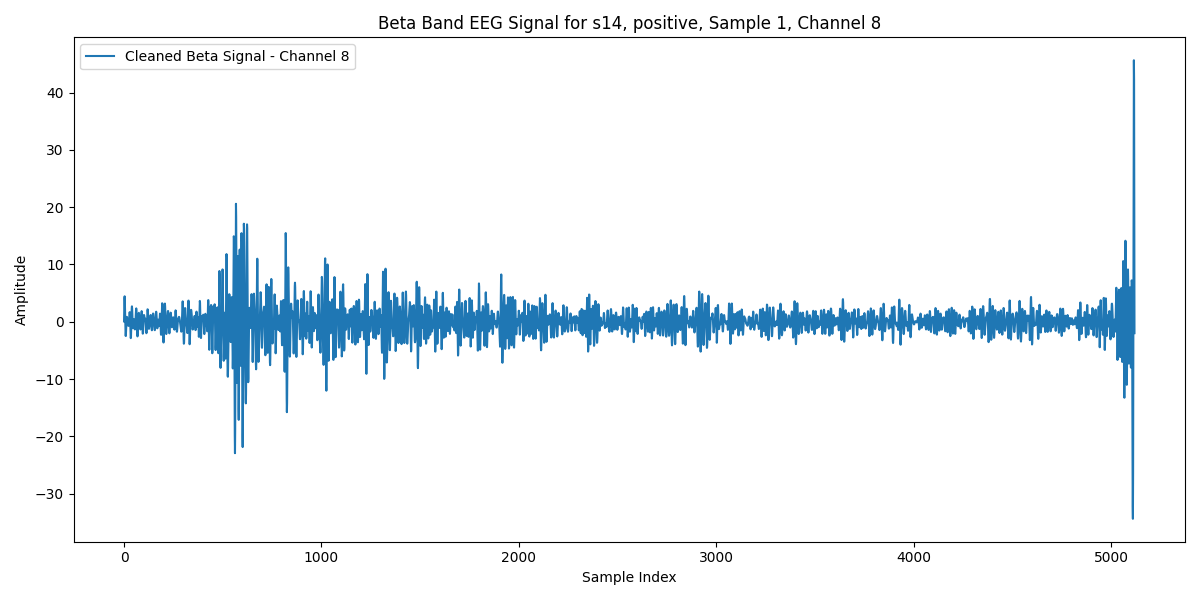 Beta Band EEG Signal for s14, positive, Sample 1, Channel 8
Cleaned Beta Signal - Channel 8
Amplitude
40
30
20
10
0
−10
−20
−30
0 1000 2000 3000 4000 5000
Sample Index